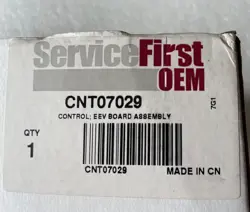 ServiceFirst
OEM
CNT07029
7G1
CONTROL; EEV BOARD ASSEMBLY
QTY
1
CNT07029
MADE IN CN